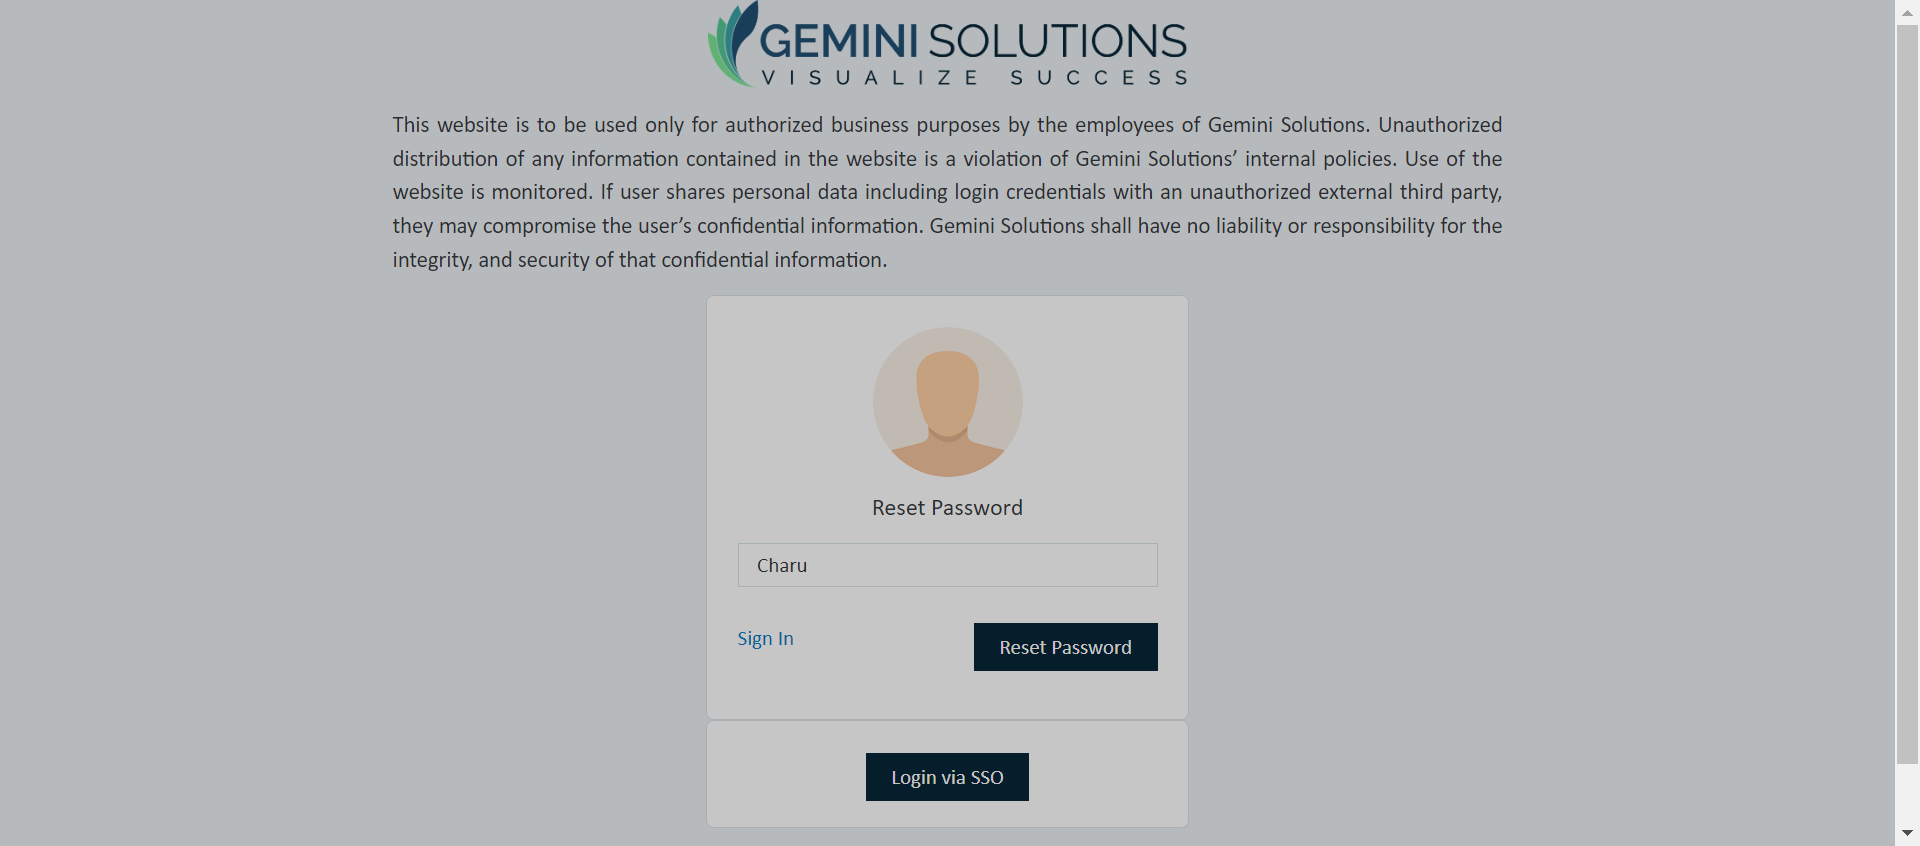 GEMINI SOLUTIONS
VISUALIZE SUCCESS
This website is to be used only for authorized business purposes by the employees of Gemini Solutions. Unauthorized
distribution of any information contained in the website is a violation of Gemini Solutions’ internal policies. Use of the
website is monitored. If user shares personal data including login credentials with an unauthorized external third party,
they may compromise the user’s confidential information. Gemini Solutions shall have no liability or responsibility for the
integrity, and security of that confidential information.
Reset Password
Charu
Sign In
Reset Password
Login via SSO